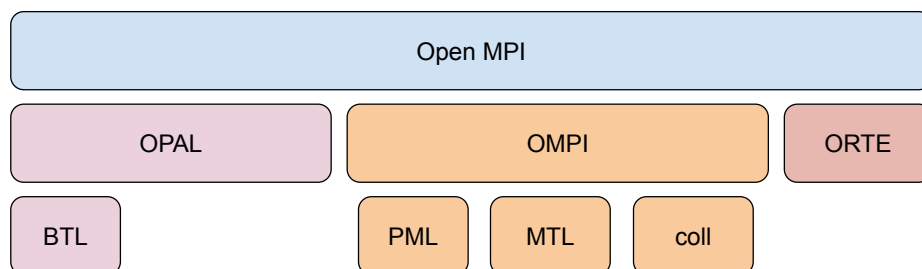 Open MPI
OPAL
OMPI
ORTE
BTL
PML
MTL
coll